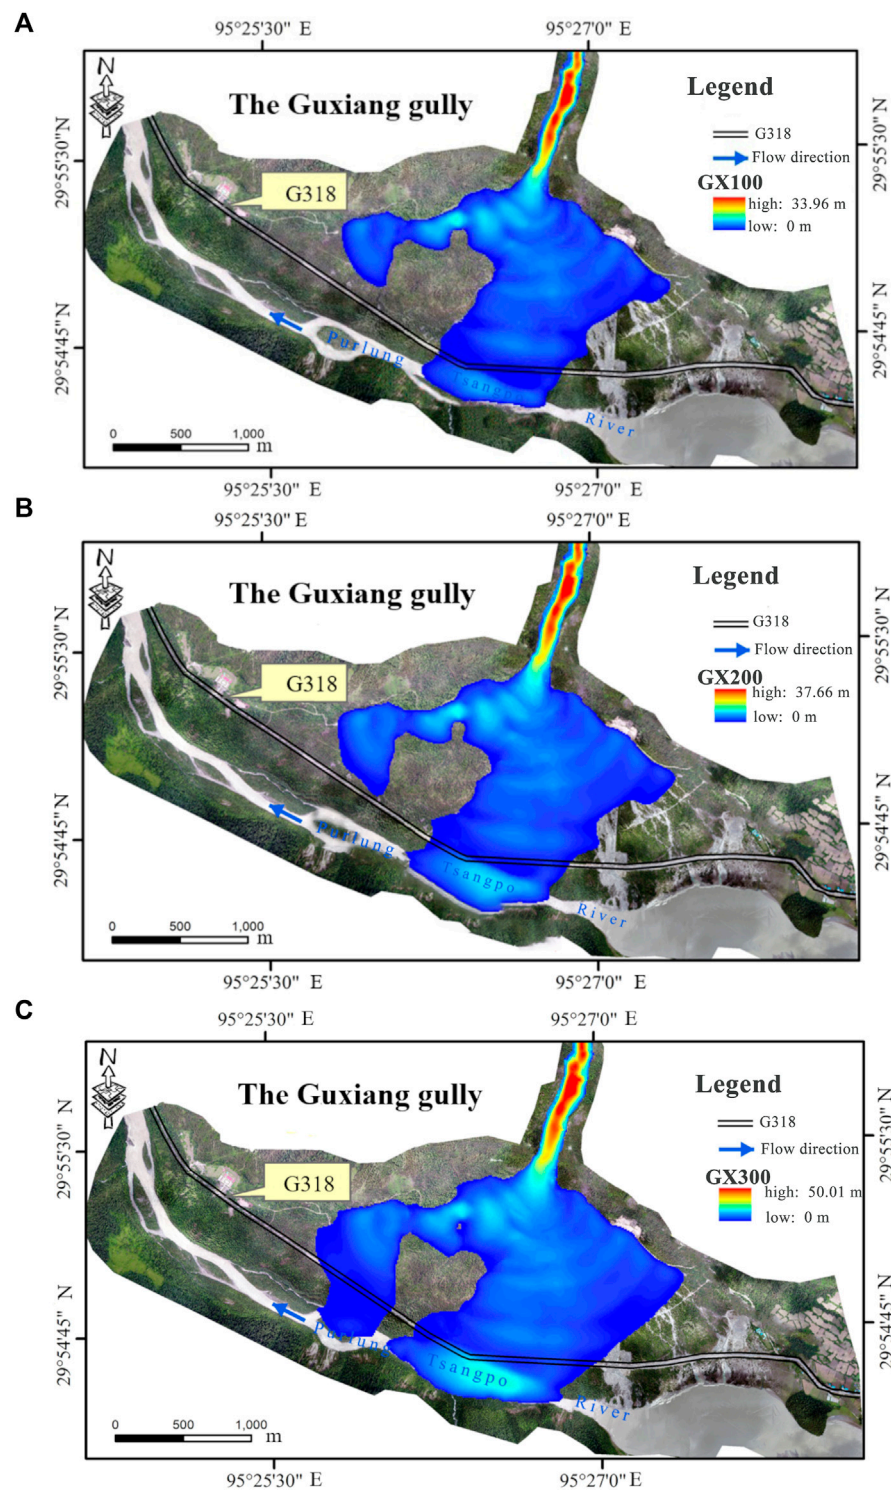 A
95°25'30" E
95°27'0" E
N
The Guxiang gully
Legend
G318
Flow direction
GX100
high: 33.96 m
low: 0 m
G318
29°55'30" N
29°55'30" N
29°54'45" N
29°54'45" N
Purlung
Tsangpo
River
0 500 1,000
m
95°25'30" E
95°27'0" E
B
95°25'30" E
95°27'0" E
N
The Guxiang gully
Legend
G318
Flow direction
GX200
high: 37.66 m
low: 0 m
G318
29°55'30" N
29°55'30" N
29°54'45" N
29°54'45" N
Purlung
Tsangpo
River
0 500 1,000
m
95°25'30" E
95°27'0" E
C
95°25'30" E
95°27'0" E
N
The Guxiang gully
Legend
G318
Flow direction
GX300
high: 50.01 m
low: 0 m
G318
29°55'30" N
29°55'30" N
29°54'45" N
29°54'45" N
Purlung
Tsangpo
River
0 500 1,000
m
95°25'30" E
95°27'0" E